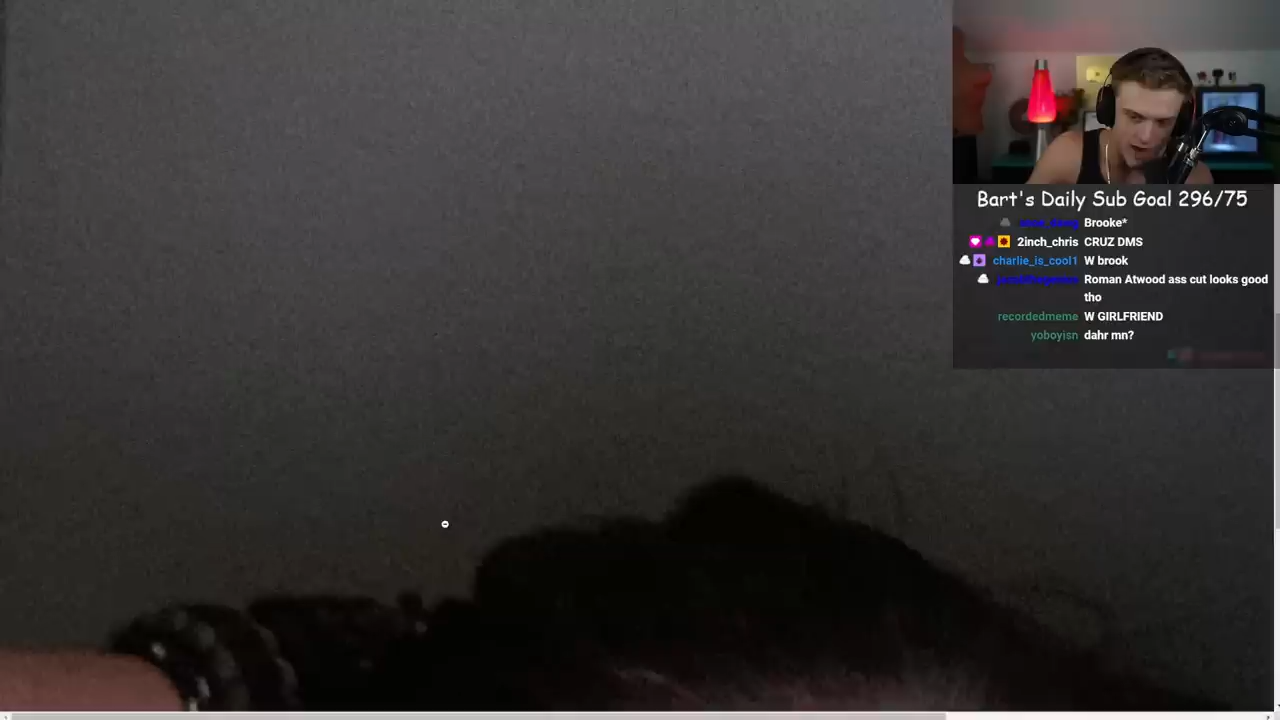 Bart's Daily Sub Goal 296/75
Brooke*
2inch_chris CRUZ DMS
charlie_is_cool1 W brook
Roman Atwood ass cut looks good
tho
recordedmeme W GIRLFRIEND
yoboyisn dahr mn?